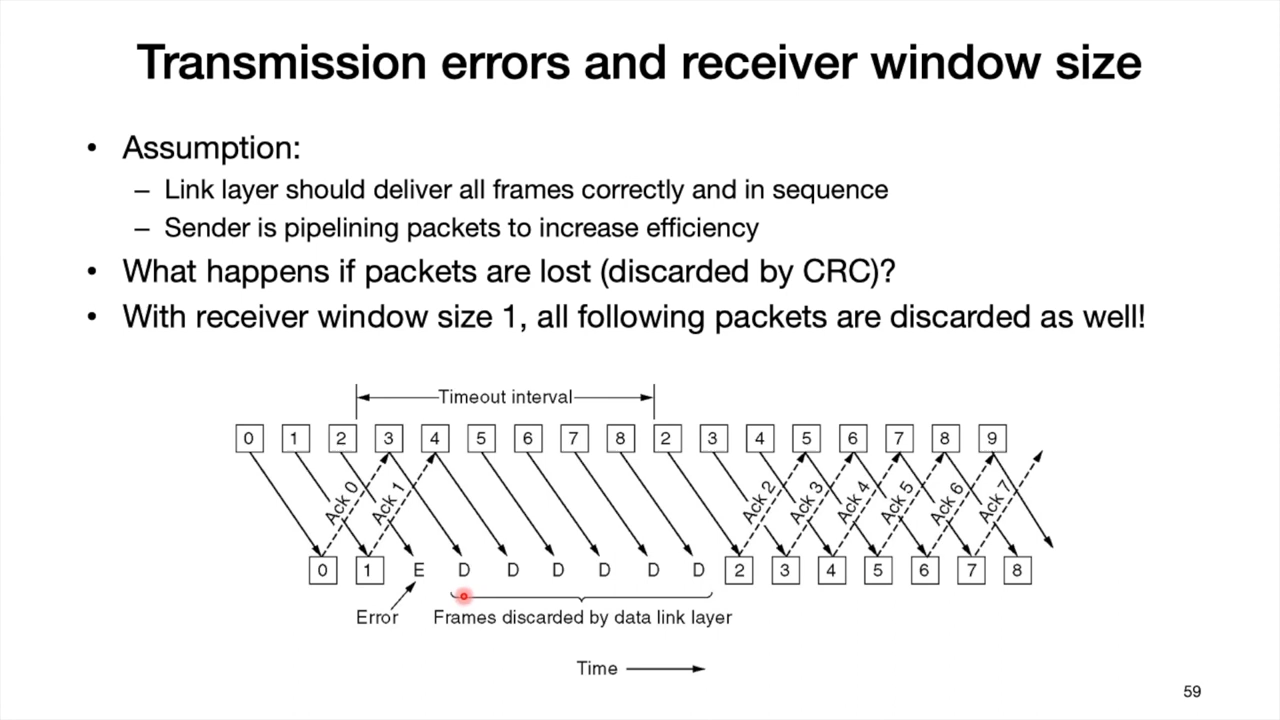 Transmission errors and receiver window size
• Assumption:
– Link layer should deliver all frames correctly and in sequence
– Sender is pipelining packets to increase efficiency
• What happens if packets are lost (discarded by CRC)?
• With receiver window size 1, all following packets are discarded as well!
Timeout interval
0 1 2 3 4 5 6 7 8 2 3 4 5 6 7 8 9
Ack 0 Ack 1 Ack 2 Ack 3 Ack 4 Ack 5 Ack 6 Ack 7
0 1 E D D D D D D 2 3 4 5 6 7 8
Error Frames discarded by data link layer
Time
59